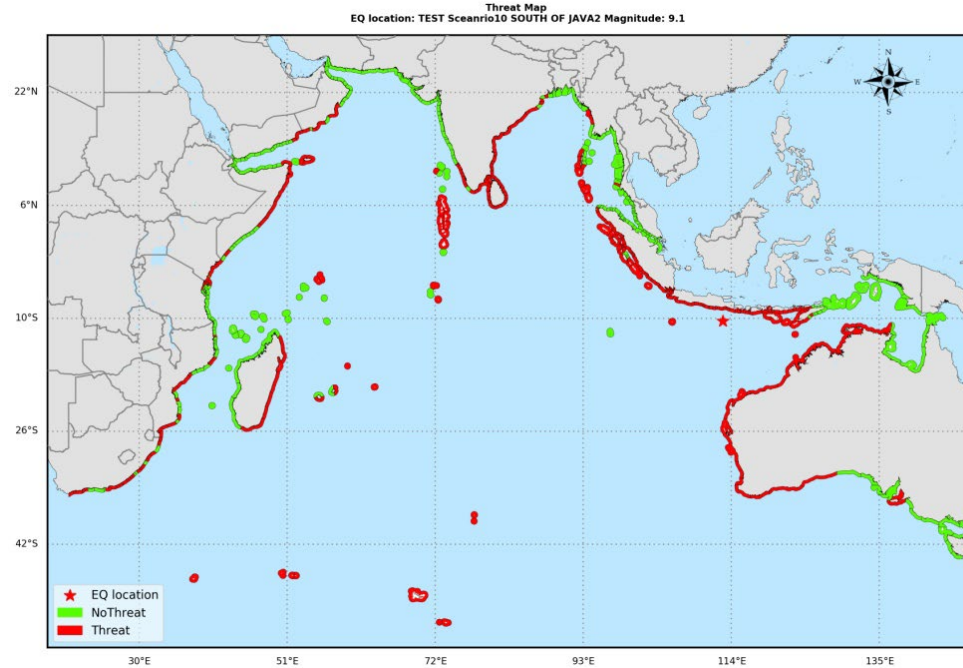 Threat Map
EQ location: TEST Sceanrio10 SOUTH OF JAVA2 Magnitude: 9.1
N
W E
S
22°N
6°N
10°S
26°S
42°S
EQ location
NoThreat
Threat
30°E 51°E 72°E 93°E 114°E 135°E